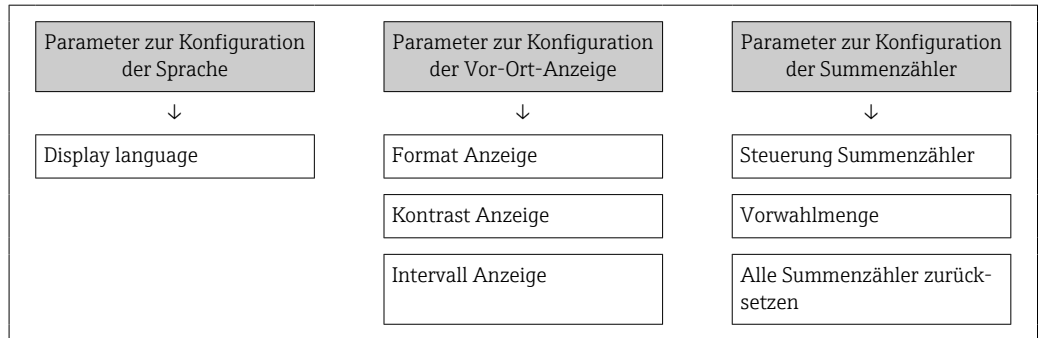 Parameter zur Konfiguration
der Sprache
↓
Display language
Parameter zur Konfiguration
der Vor-Ort-Anzeige
↓
Format Anzeige
Kontrast Anzeige
Intervall Anzeige
Parameter zur Konfiguration
der Summenzähler
↓
Steuerung Summenzähler
Vorwahlmenge
Alle Summenzähler zurück-
setzen